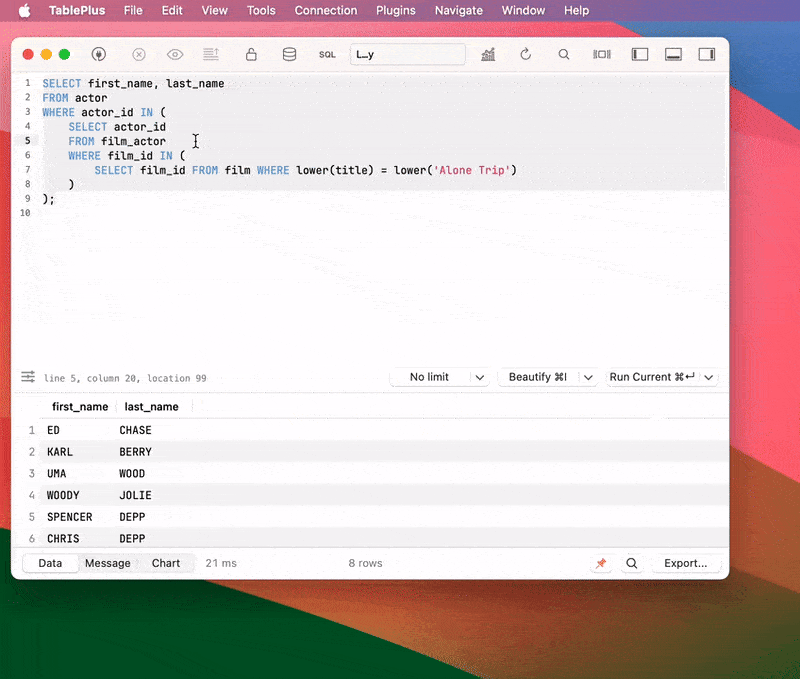 TablePlus File Edit View Tools Connection Plugins Navigate Window Help
SQL L…y
1 SELECT first_name, last_name
2 FROM actor
3 WHERE actor_id IN (
4 SELECT actor_id
5 FROM film_actor
6 WHERE film_id IN (
7 SELECT film_id FROM film WHERE lower(title) = lower('Alone Trip')
8 )
9 );
10
line 5, column 20, location 99 No limit Beautify ⌘I Run Current ⌘↵
first_name last_name
1 ED CHASE
2 KARL BERRY
3 UMA WOOD
4 WOODY JOLIE
5 SPENCER DEPP
6 CHRIS DEPP
Data Message Chart 21 ms 8 rows Export...